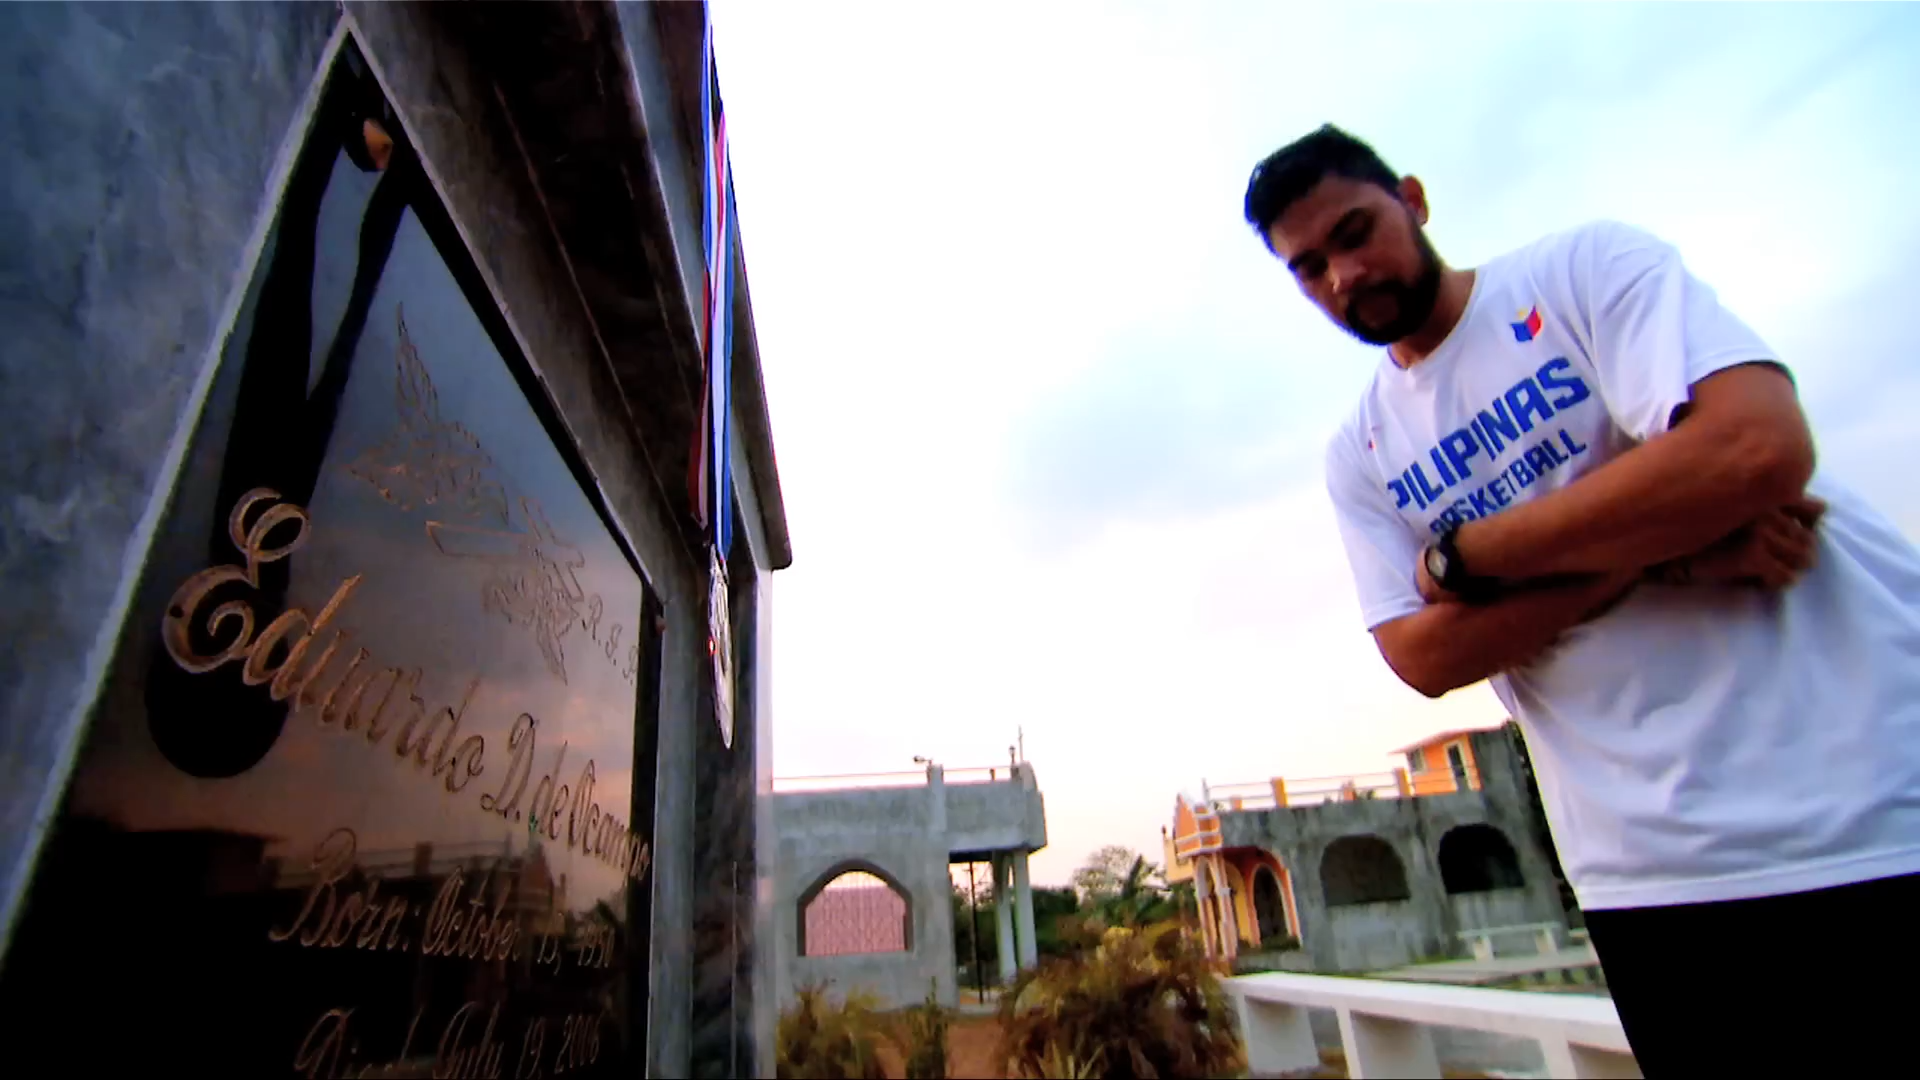 R. I. P.
Eduardo D. de Ocampo
Born: October 13, 1950
Died: July 19, 2006
PILIPINAS
BASKETBALL